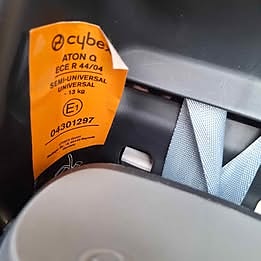 cybex
ATON Q
ECE R 44/04
SEMI-UNIVERSAL
UNIVERSAL
- 13 kg
E1
04301297